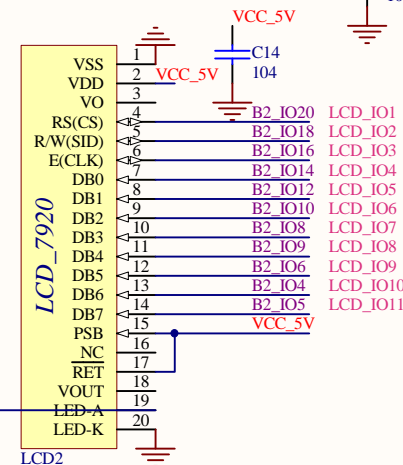 VCC_5V
C14
104
VSS 1
VDD 2 VCC_5V
VO 3
RS(CS) 4 B2_IO20 LCD_IO1
R/W(SID) 5 B2_IO18 LCD_IO2
E(CLK) 6 B2_IO16 LCD_IO3
DB0 7 B2_IO14 LCD_IO4
DB1 8 B2_IO12 LCD_IO5
DB2 9 B2_IO10 LCD_IO6
DB3 10 B2_IO8 LCD_IO7
DB4 11 B2_IO9 LCD_IO8
DB5 12 B2_IO6 LCD_IO9
DB6 13 B2_IO4 LCD_IO10
DB7 14 B2_IO5 LCD_IO11
PSB 15 VCC_5V
NC 16
RET 17
VOUT 18
LED-A 19
LED-K 20
LCD_7920
LCD2